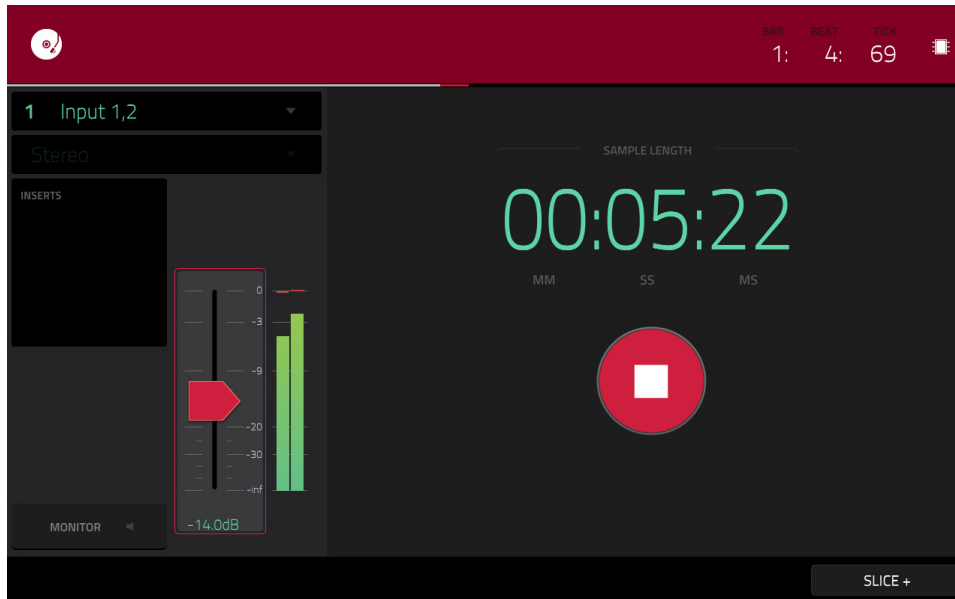 BAR BEAT TICK
1: 4: 69
1 Input 1,2
Stereo
SAMPLE LENGTH
INSERTS
00:05:22
MM SS MS
0
-3
-9
-20
-30
-inf
MONITOR
-14.0dB
SLICE +